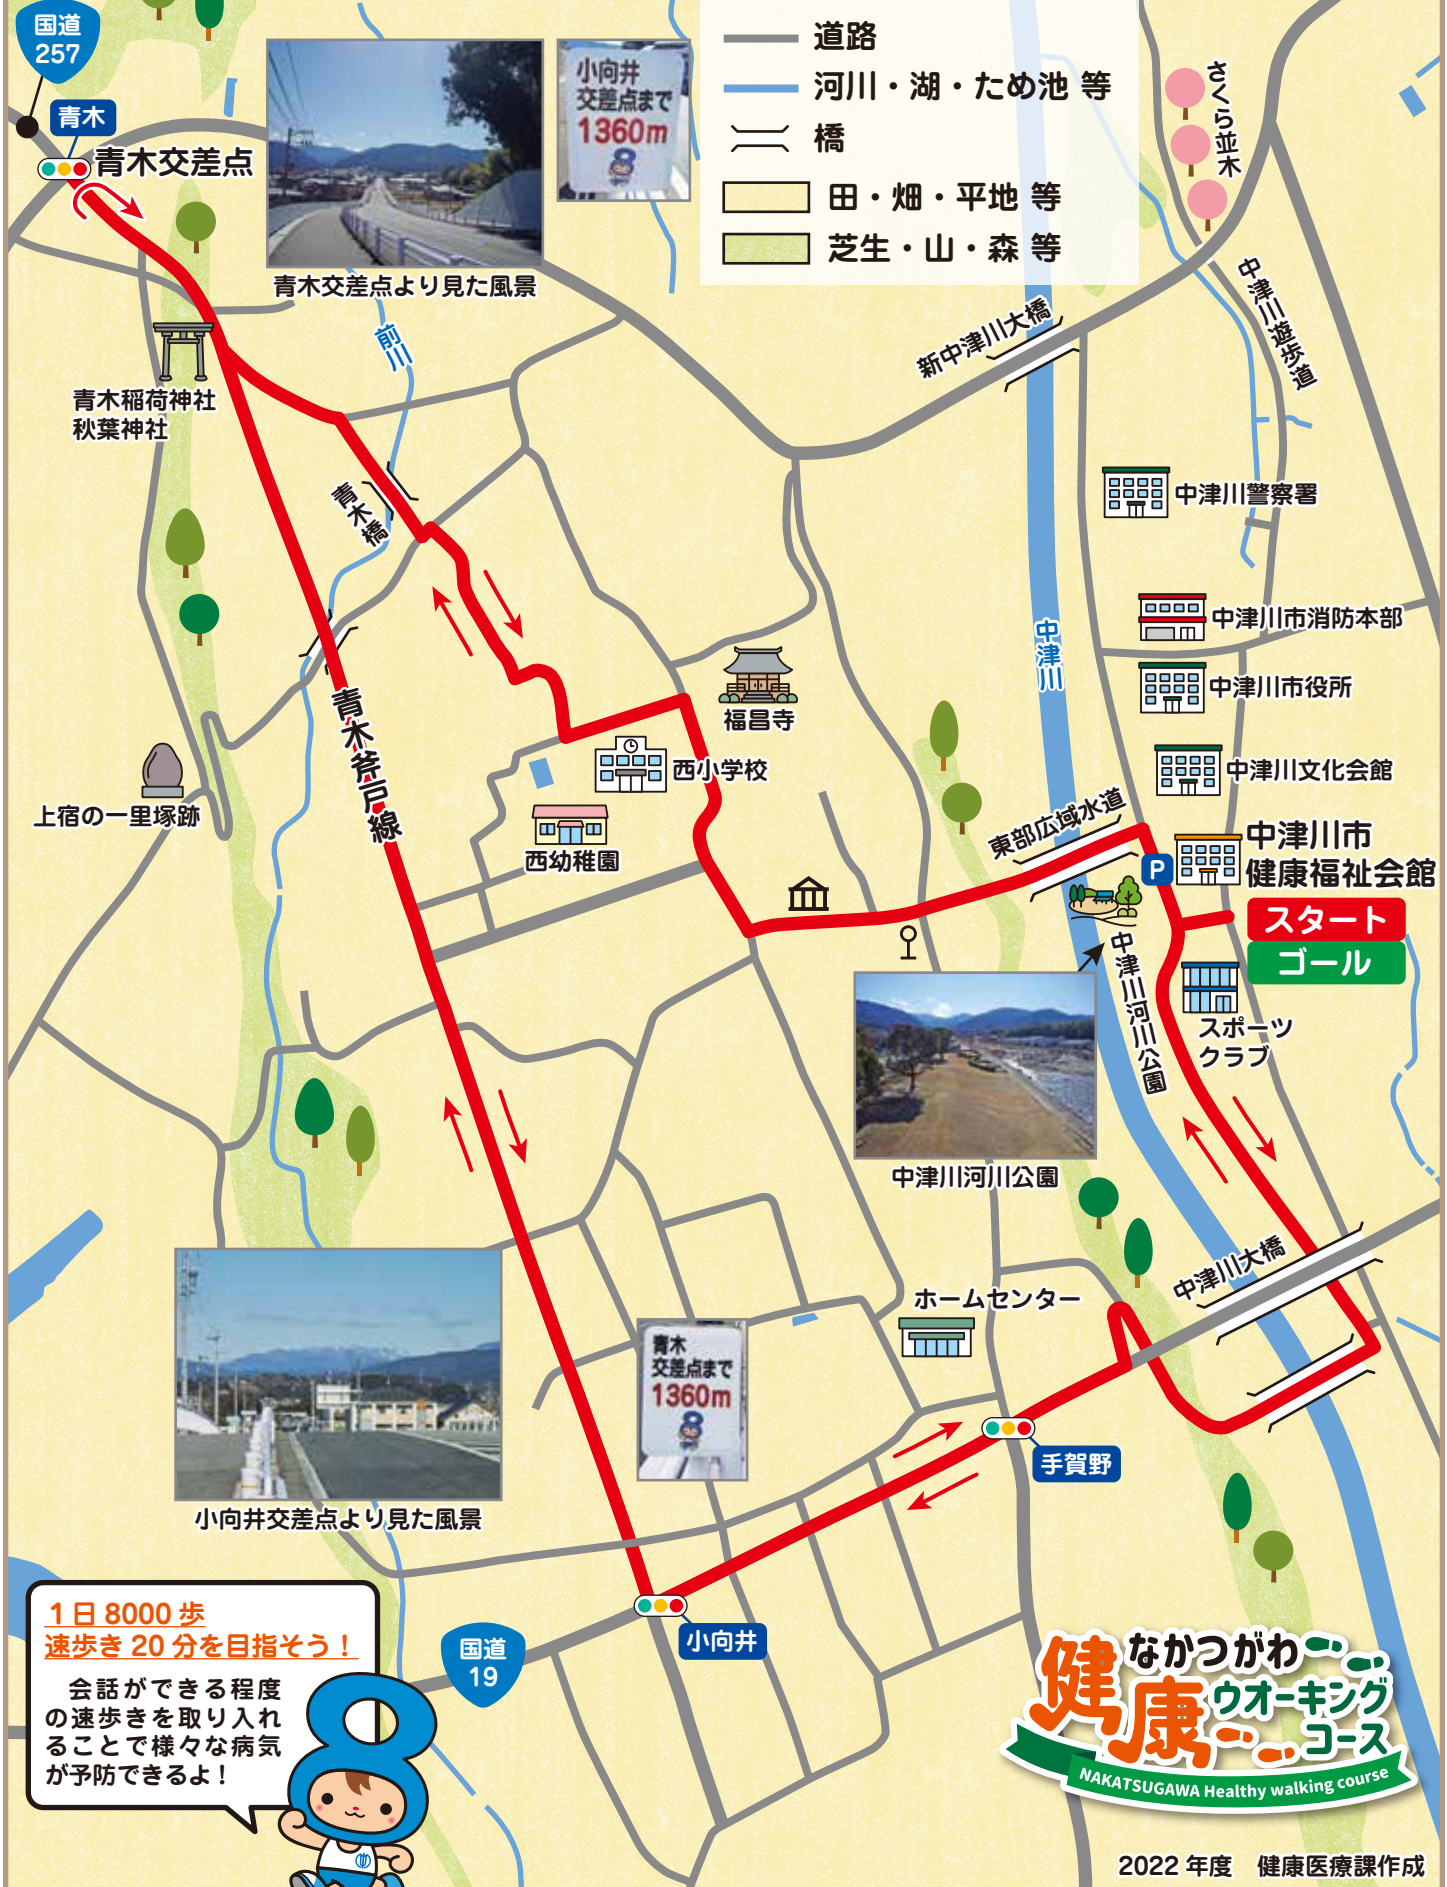 国道
257
青木
青木交差点
小向井
交差点まで
1360m
青木交差点より見た風景
道路
河川・湖・ため池 等
橋
田・畑・平地 等
芝生・山・森 等
さくら並木
中津川遊歩道
新中津川大橋
前川
青木稲荷神社
秋葉神社
青木橋
中津川警察署
中津川市消防本部
中津川
中津川市役所
福昌寺
青木斧戸線
西小学校
中津川文化会館
上宿の一里塚跡
西幼稚園
東部広域水道
P
中津川市
健康福祉会館
スタート
ゴール
中津川河川公園
スポーツ
クラブ
中津川河川公園
中津川大橋
ホームセンター
青木
交差点まで
1360m
手賀野
小向井交差点より見た風景
小向井
国道
19
1日8000歩
速歩き20分を目指そう!
会話ができる程度
の速歩きを取り入れ
ることで様々な病気
が予防できるよ!
なかつがわ
健康
ウオーキング
コース
NAKATSUGAWA Healthy walking course
2022年度 健康医療課作成